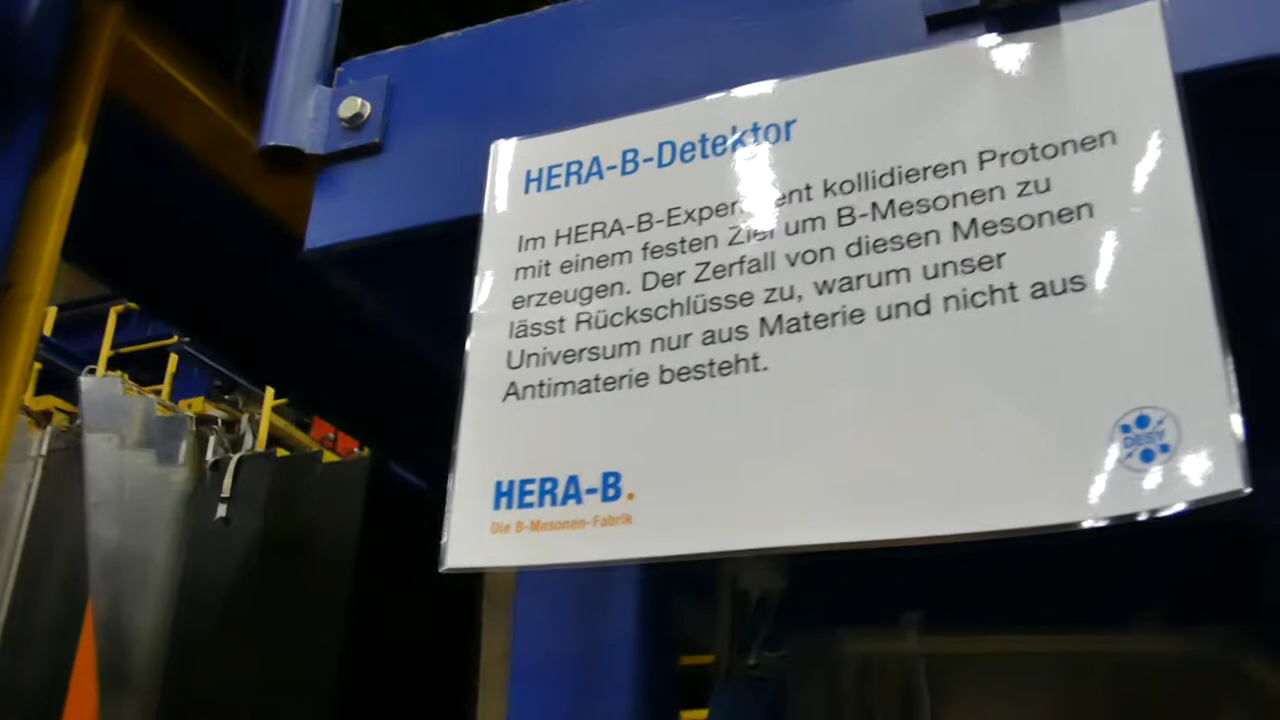 HERA-B-Detektor
Im HERA-B-Experiment kollidieren Protonen
mit einem festen Ziel um B-Mesonen zu
erzeugen. Der Zerfall von diesen Mesonen
lässt Rückschlüsse zu, warum unser
Universum nur aus Materie und nicht aus
Antimaterie besteht.
HERA-B.
Die B-Mesonen-Fabrik
DESY